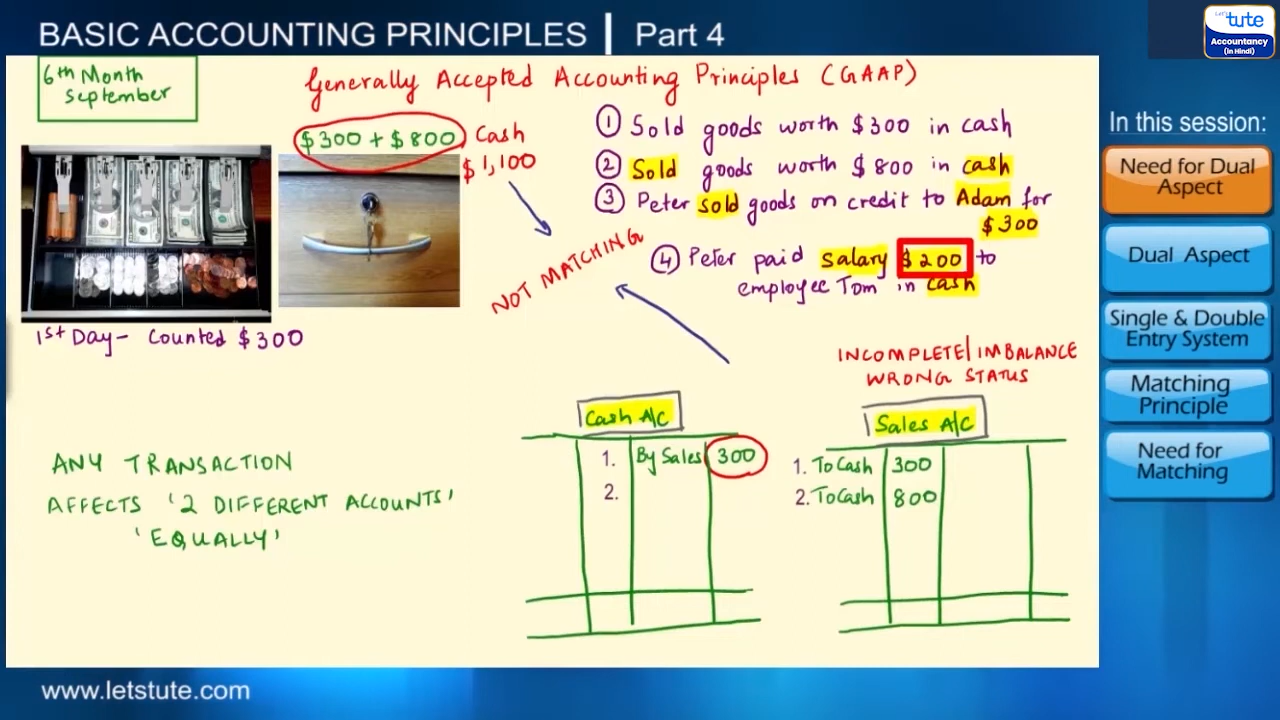 BASIC ACCOUNTING PRINCIPLES | Part 4
Let's
tute
Accountancy
(In Hindi)
6th Month
September
Generally Accepted Accounting Principles (GAAP)
$300 + $800 Cash
$1,100
1st Day- Counted $300
① Sold goods worth $300 in cash
② Sold goods worth $800 in cash
③ Peter sold goods on credit to Adam for
$300
④ Peter paid salary $200 to
employee Tom in cash
NOT MATCHING
INCOMPLETE/IMBALANCE
WRONG STATUS
Cash A/C
1. By Sales 300
2.
Sales A/C
1. To Cash 300
2. To Cash 800
ANY TRANSACTION
AFFECTS '2 DIFFERENT ACCOUNTS'
'EQUALLY'
In this session:
Need for Dual
Aspect
Dual Aspect
Single & Double
Entry System
Matching
Principle
Need for
Matching
www.letstute.com